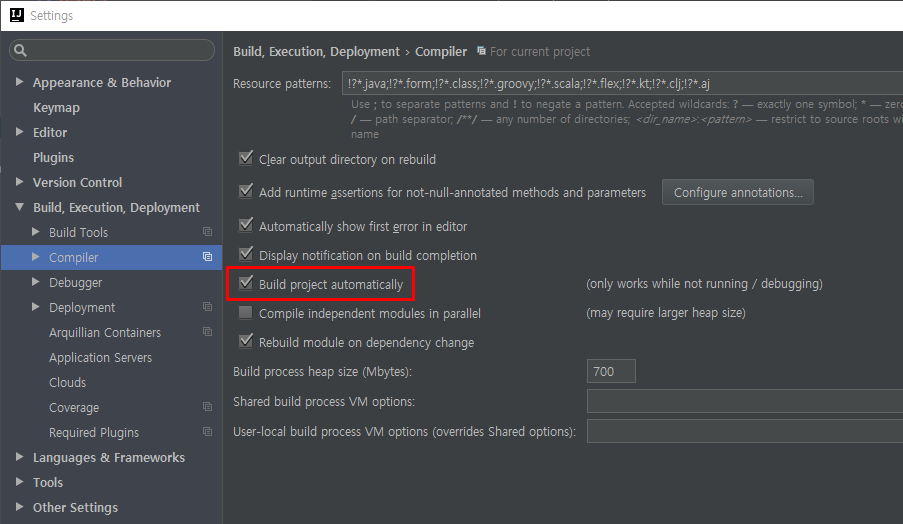 IJ Settings
Build, Execution, Deployment › Compiler For current project
Appearance & Behavior
Keymap
Editor
Plugins
Version Control
Build, Execution, Deployment
Build Tools
Compiler
Debugger
Deployment
Arquillian Containers
Application Servers
Clouds
Coverage
Required Plugins
Languages & Frameworks
Tools
Other Settings
Resource patterns: !?*.java;!?*.form;!?*.class;!?*.groovy;!?*.scala;!?*.flex;!?*.kt;!?*.clj;!?*.aj
Use ; to separate patterns and ! to negate a pattern. Accepted wildcards: ? — exactly one symbol; * — zero
/ — path separator; /**/ — any number of directories; <dir_name>:<pattern> — restrict to source roots wi
name
Clear output directory on rebuild
Add runtime assertions for not-null-annotated methods and parameters Configure annotations...
Automatically show first error in editor
Display notification on build completion
Build project automatically (only works while not running / debugging)
Compile independent modules in parallel (may require larger heap size)
Rebuild module on dependency change
Build process heap size (Mbytes): 700
Shared build process VM options:
User-local build process VM options (overrides Shared options):